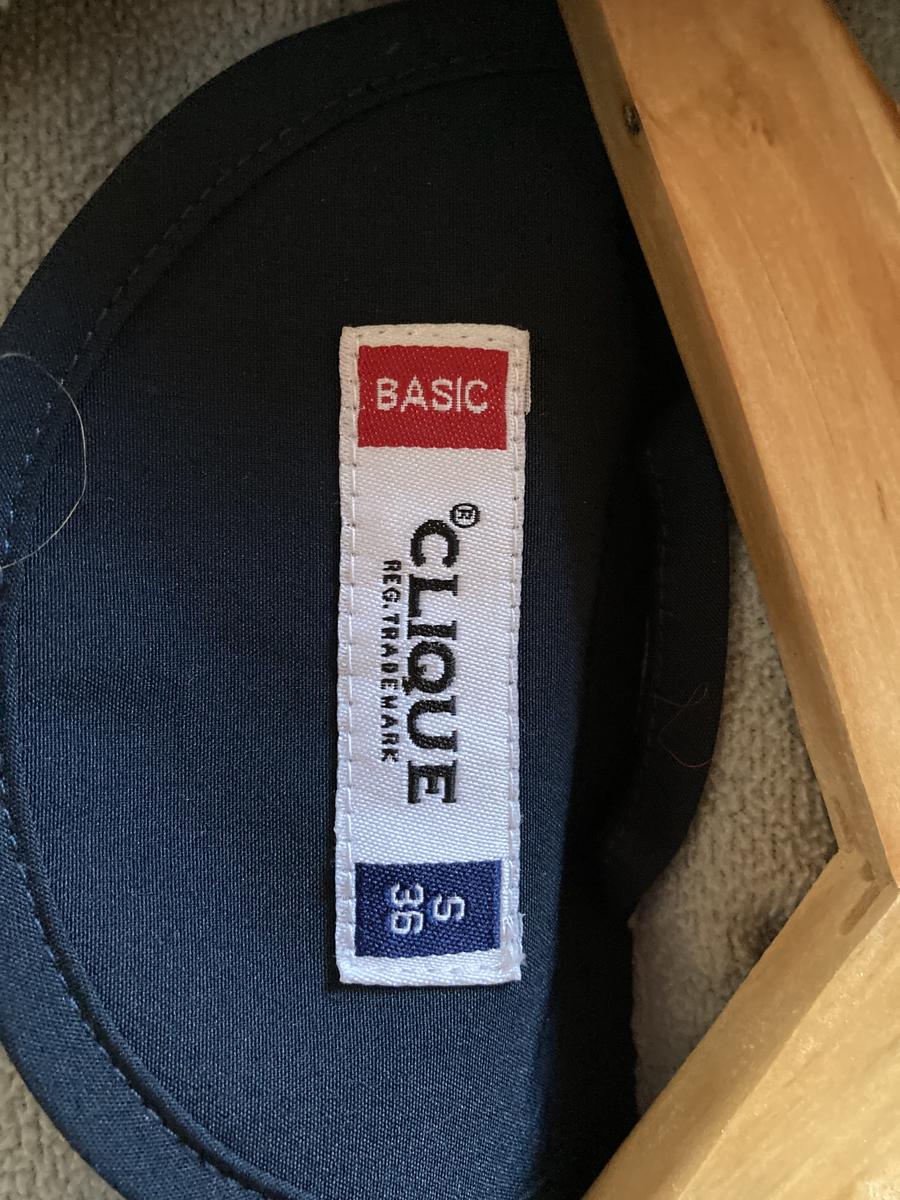 BASIC
CLIQUE®
REG.TRADEMARK
S
36